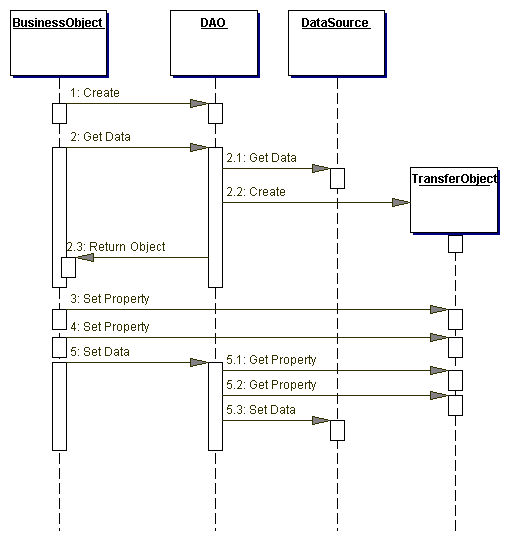 BusinessObject
DAO
DataSource
1: Create
2: Get Data
2.1: Get Data
TransferObject
2.2: Create
2.3: Return Object
3: Set Property
4: Set Property
5: Set Data
5.1: Get Property
5.2: Get Property
5.3: Set Data